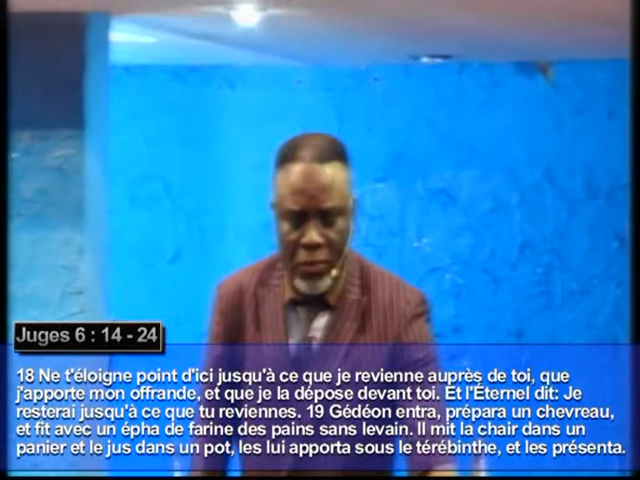 Juges 6 : 14 - 24
18 Ne t'éloigne point d'ici jusqu'à ce que je revienne auprès de toi, que
j'apporte mon offrande, et que je la dépose devant toi. Et l'Éternel dit: Je
resterai jusqu'à ce que tu reviennes. 19 Gédéon entra, prépara un chevreau,
et fit avec un épha de farine des pains sans levain. Il mit la chair dans un
panier et le jus dans un pot, les lui apporta sous le térébinthe, et les présenta.